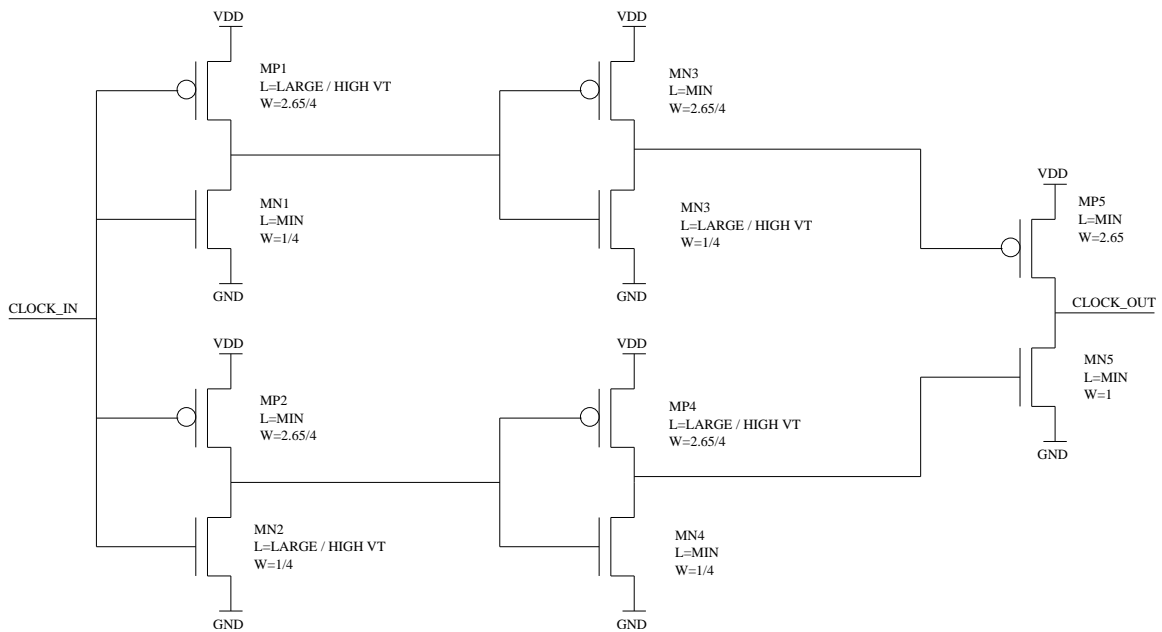 VDD
MP1
L=LARGE / HIGH VT
W=2.65/4
MN1
L=MIN
W=1/4
GND
VDD
MN3
L=MIN
W=2.65/4
MN3
L=LARGE / HIGH VT
W=1/4
GND
VDD
MP5
L=MIN
W=2.65
CLOCK_IN
CLOCK_OUT
MN5
L=MIN
W=1
GND
VDD
MP2
L=MIN
W=2.65/4
MN2
L=LARGE / HIGH VT
W=1/4
GND
VDD
MP4
L=LARGE / HIGH VT
W=2.65/4
MN4
L=MIN
W=1/4
GND